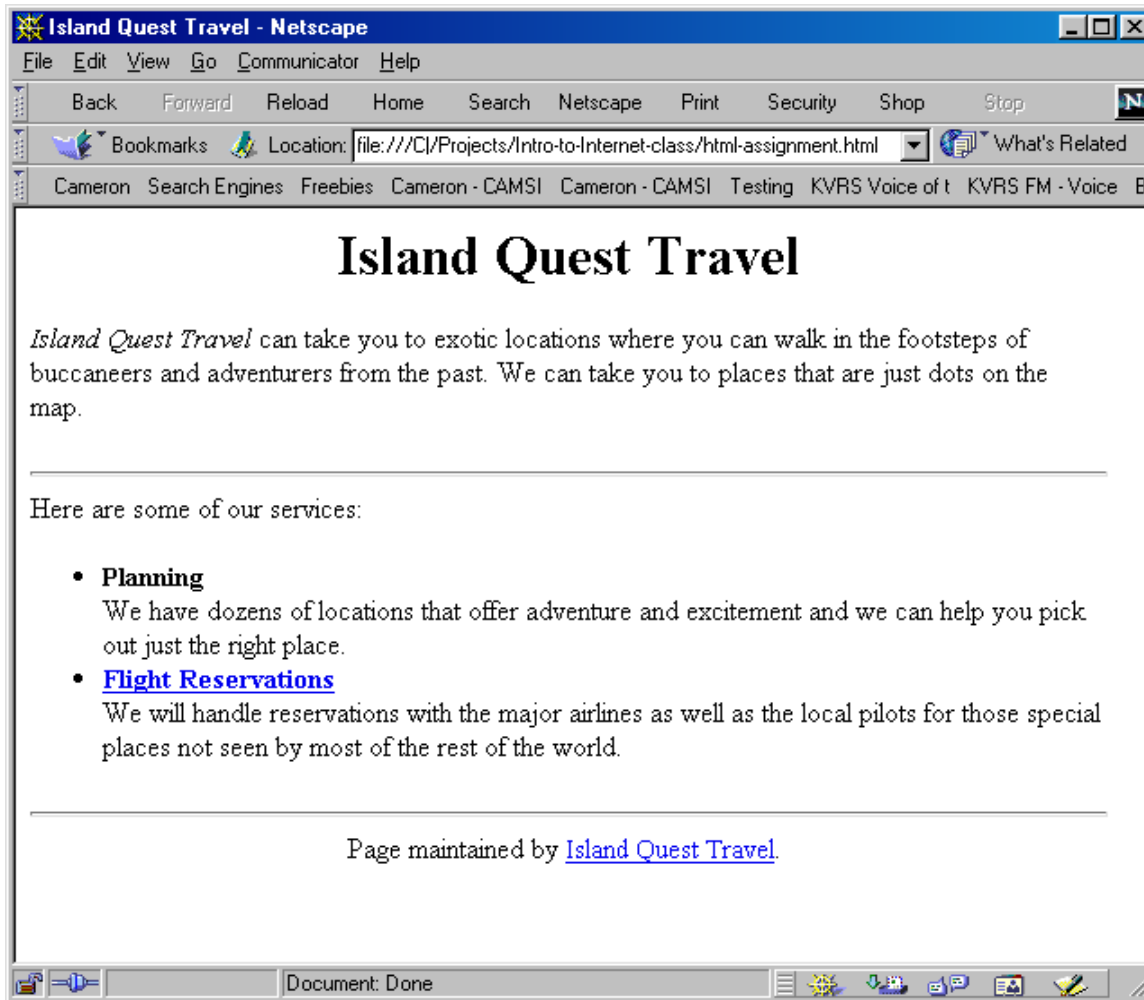 Island Quest Travel - Netscape
File Edit View Go Communicator Help
Back Forward Reload Home Search Netscape Print Security Shop Stop N
Bookmarks Location: file:///C|/Projects/Intro-to-Internet-class/html-assignment.html What's Related
Cameron Search Engines Freebies Cameron - CAMSI Cameron - CAMSI Testing KVRS Voice of t KVRS FM - Voice
Island Quest Travel
Island Quest Travel can take you to exotic locations where you can walk in the footsteps of
buccaneers and adventurers from the past. We can take you to places that are just dots on the
map.
Here are some of our services:
• Planning
We have dozens of locations that offer adventure and excitement and we can help you pick
out just the right place.
• Flight Reservations
We will handle reservations with the major airlines as well as the local pilots for those special
places not seen by most of the rest of the world.
Page maintained by Island Quest Travel.
Document: Done